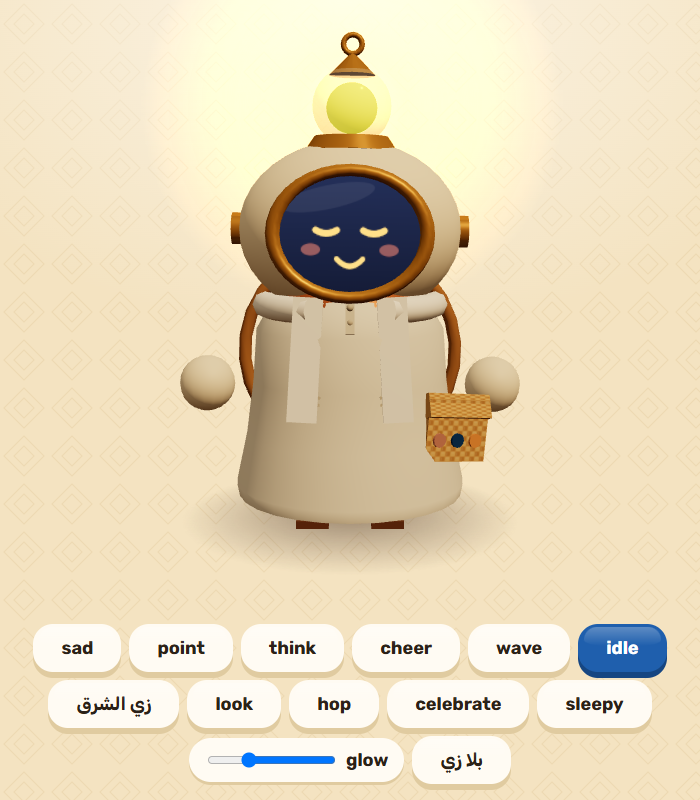 idle wave cheer think point sad
sleepy celebrate hop look زي الشرق
بلا زي glow